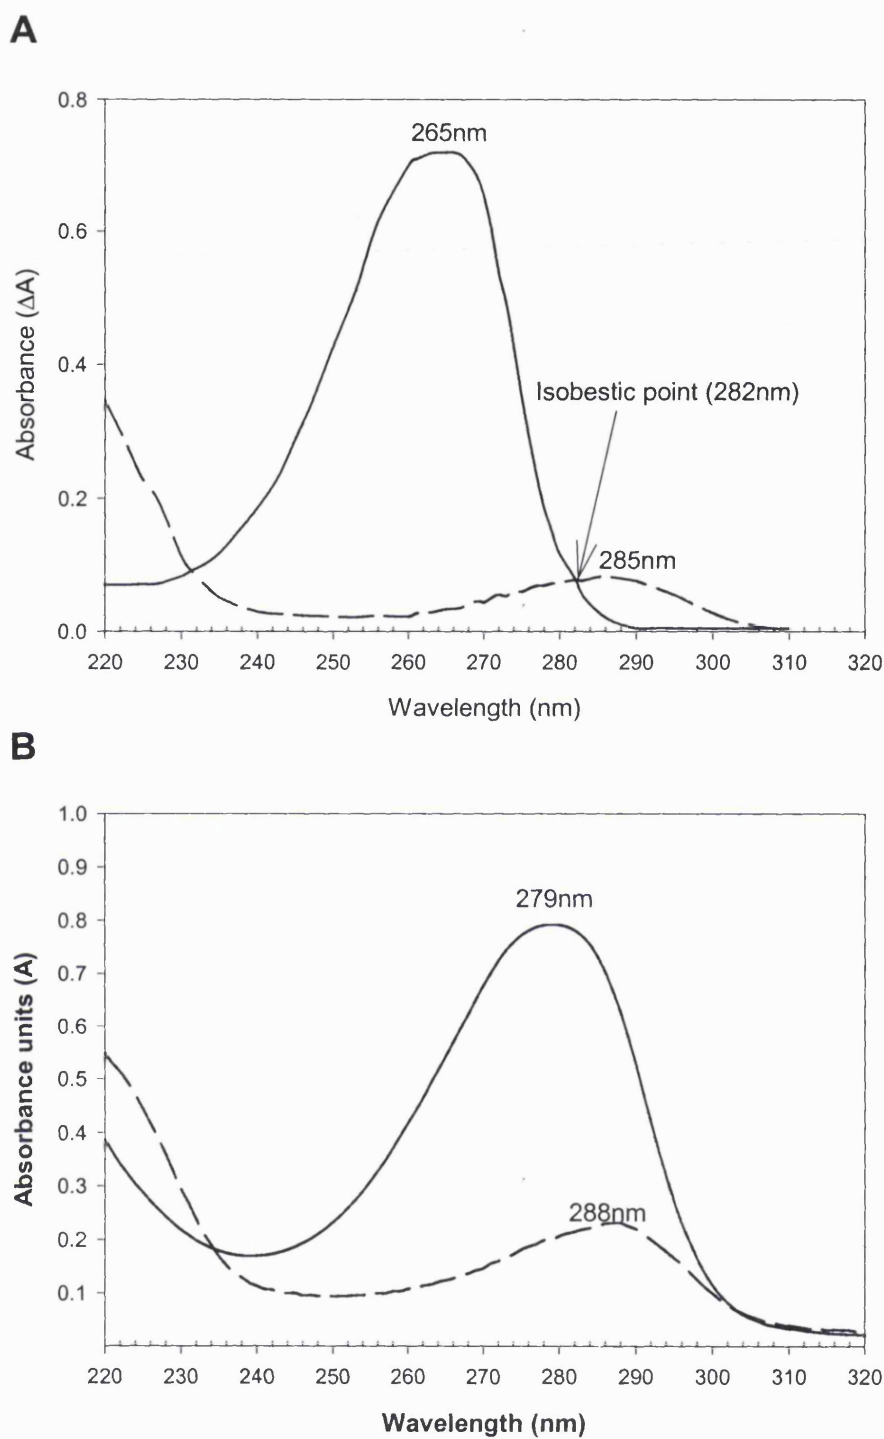 A
0.8
265nm
0.6
Absorbance (ΔA)
0.4
Isobestic point (282nm)
0.2
285nm
0.0
220 230 240 250 260 270 280 290 300 310 320
Wavelength (nm)
B
1.0
0.9
279nm
0.8
0.7
0.6
Absorbance units (A)
0.5
0.4
0.3
288nm
0.2
0.1
220 230 240 250 260 270 280 290 300 310 320
Wavelength (nm)